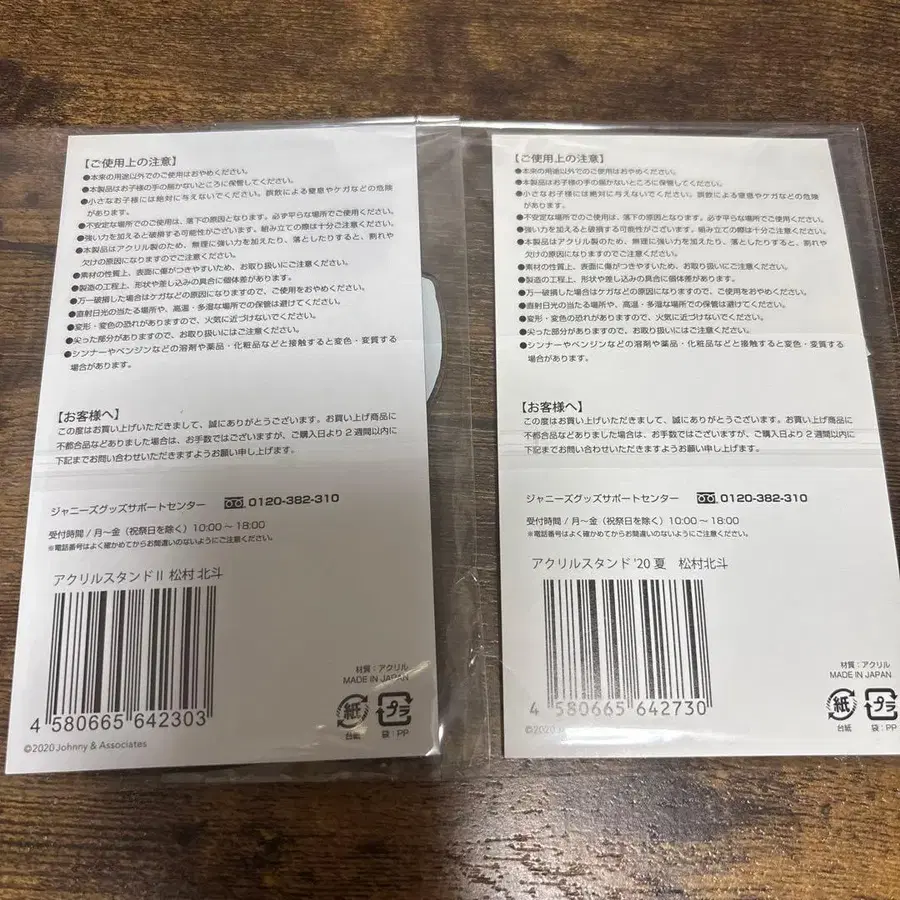 【ご使用上の注意】
●本来の用途以外でのご使用はおやめください。
●本製品はお子様の手の届かないところに保管してください。
●小さなお子様には絶対に与えないでください。誤飲による窒息やケガなどの危険
があります。
●不安定な場所でのご使用は、落下の原因となります。必ず平らな場所でご使用ください。
●強い力を加えると破損する可能性がございます。組み立ての際は十分ご注意ください。
●本製品はアクリル製のため、無理に強い力を加えたり、落としたりすると、割れや
欠けの原因になりますのでご注意ください。
●素材の性質上、表面に傷がつきやすいため、お取り扱いにご注意ください。
●製造の工程上、形状や差し込みの具合に個体差があります。
●万一破損した場合はケガなどの原因になりますので、ご使用をおやめください。
●直射日光の当たる場所や、高温・多湿な場所での保管は避けてください。
●変形・変色の恐れがありますので、火気に近づけないでください。
●尖った部分がありますので、お取り扱いにはご注意ください。
●シンナーやベンジンなどの溶剤や薬品・化粧品などと接触すると変色・変質する
場合があります。
【お客様へ】
この度はお買い上げいただきまして、誠にありがとうございます。お買い上げ商品に
不都合品などありました場合は、お手数ではございますが、ご購入日より2週間以内に
下記までお問い合わせいただきますようお願い申し上げます。
ジャニーズグッズサポートセンター 0120-382-310
受付時間/月〜金（祝祭日を除く）10:00〜18:00
※電話番号はよく確かめてからお間違いのないようにご注意ください。
アクリルスタンドⅡ 松村北斗
4 580665 642303
材質：アクリル
MADE IN JAPAN
紙 プラ
台紙 袋：PP
©2020 Johnny & Associates
【ご使用上の注意】
●本来の用途以外でのご使用はおやめください。
●本製品はお子様の手の届かないところに保管してください。
●小さなお子様には絶対に与えないでください。誤飲による窒息やケガなどの危険
があります。
●不安定な場所でのご使用は、落下の原因となります。必ず平らな場所でご使用ください。
●強い力を加えると破損する可能性がございます。組み立ての際は十分ご注意ください。
●本製品はアクリル製のため、無理に強い力を加えたり、落としたりすると、割れや
欠けの原因になりますのでご注意ください。
●素材の性質上、表面に傷がつきやすいため、お取り扱いにご注意ください。
●製造の工程上、形状や差し込みの具合に個体差があります。
●万一破損した場合はケガなどの原因になりますので、ご使用をおやめください。
●直射日光の当たる場所や、高温・多湿な場所での保管は避けてください。
●変形・変色の恐れがありますので、火気に近づけないでください。
●尖った部分がありますので、お取り扱いにはご注意ください。
●シンナーやベンジンなどの溶剤や薬品・化粧品などと接触すると変色・変質する
場合があります。
【お客様へ】
この度はお買い上げいただきまして、誠にありがとうございます。お買い上げ商品に
不都合品などありました場合は、お手数ではございますが、ご購入日より2週間以内に
下記までお問い合わせいただきますようお願い申し上げます。
ジャニーズグッズサポートセンター 0120-382-310
受付時間/月〜金（祝祭日を除く）10:00〜18:00
※電話番号はよく確かめてからお間違いのないようにご注意ください。
アクリルスタンド '20 夏 松村北斗
4 580665 642730
材質：アクリル
MADE IN JAPAN
紙 プラ
台紙 袋：PP
©2020 Johnny